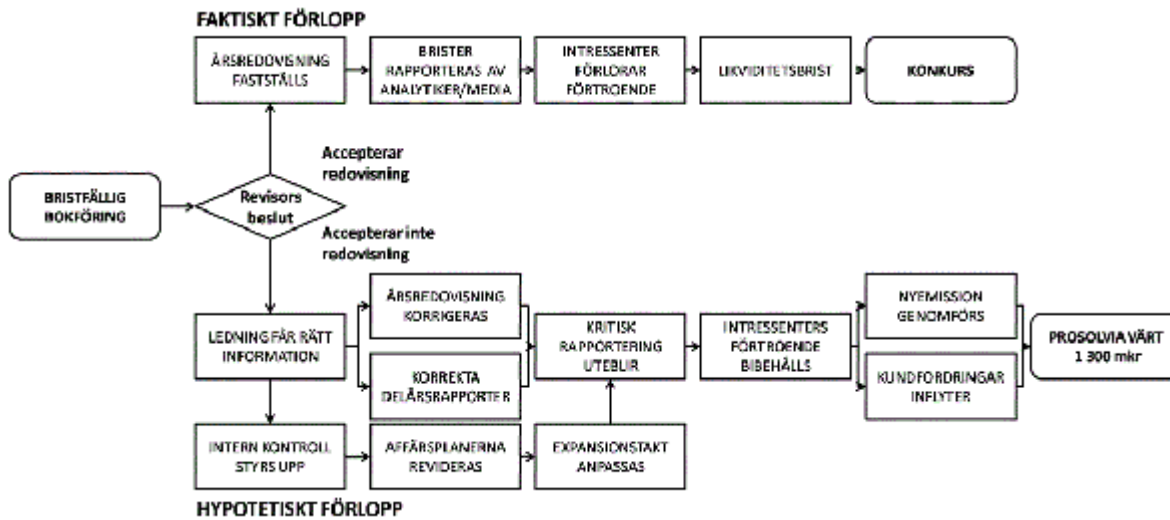 FAKTISKT FÖRLOPP
ÅRSREDOVISNING
FASTSTÄLLS
BRISTER
RAPPORTERAS AV
ANALYTIKER/MEDIA
INTRESSENTER
FÖRLORAR
FÖRTROENDE
LIKVIDITETSBRIST
KONKURS
Accepterar
redovisning
BRISTFÄLLIG
BOKFÖRING
Revisors
beslut
Accepterar inte
redovisning
LEDNING FÅR RÄTT
INFORMATION
ÅRSREDOVISNING
KORRIGERAS
KORREKTA
DELÅRSRAPPORTER
KRITISK
RAPPORTERING
UTEBLIR
INTRESSENTERS
FÖRTROENDE
BIBEHÅLLS
NYEMISSION
GENOMFÖRS
KUNDFORDRINGAR
INFLYTER
PROSOLVIA VÄRT
1 300 mkr
INTERN KONTROLL
STYRS UPP
AFFÄRSPLANERNA
REVIDERAS
EXPANSIONSTAKT
ANPASSAS
HYPOTETISKT FÖRLOPP